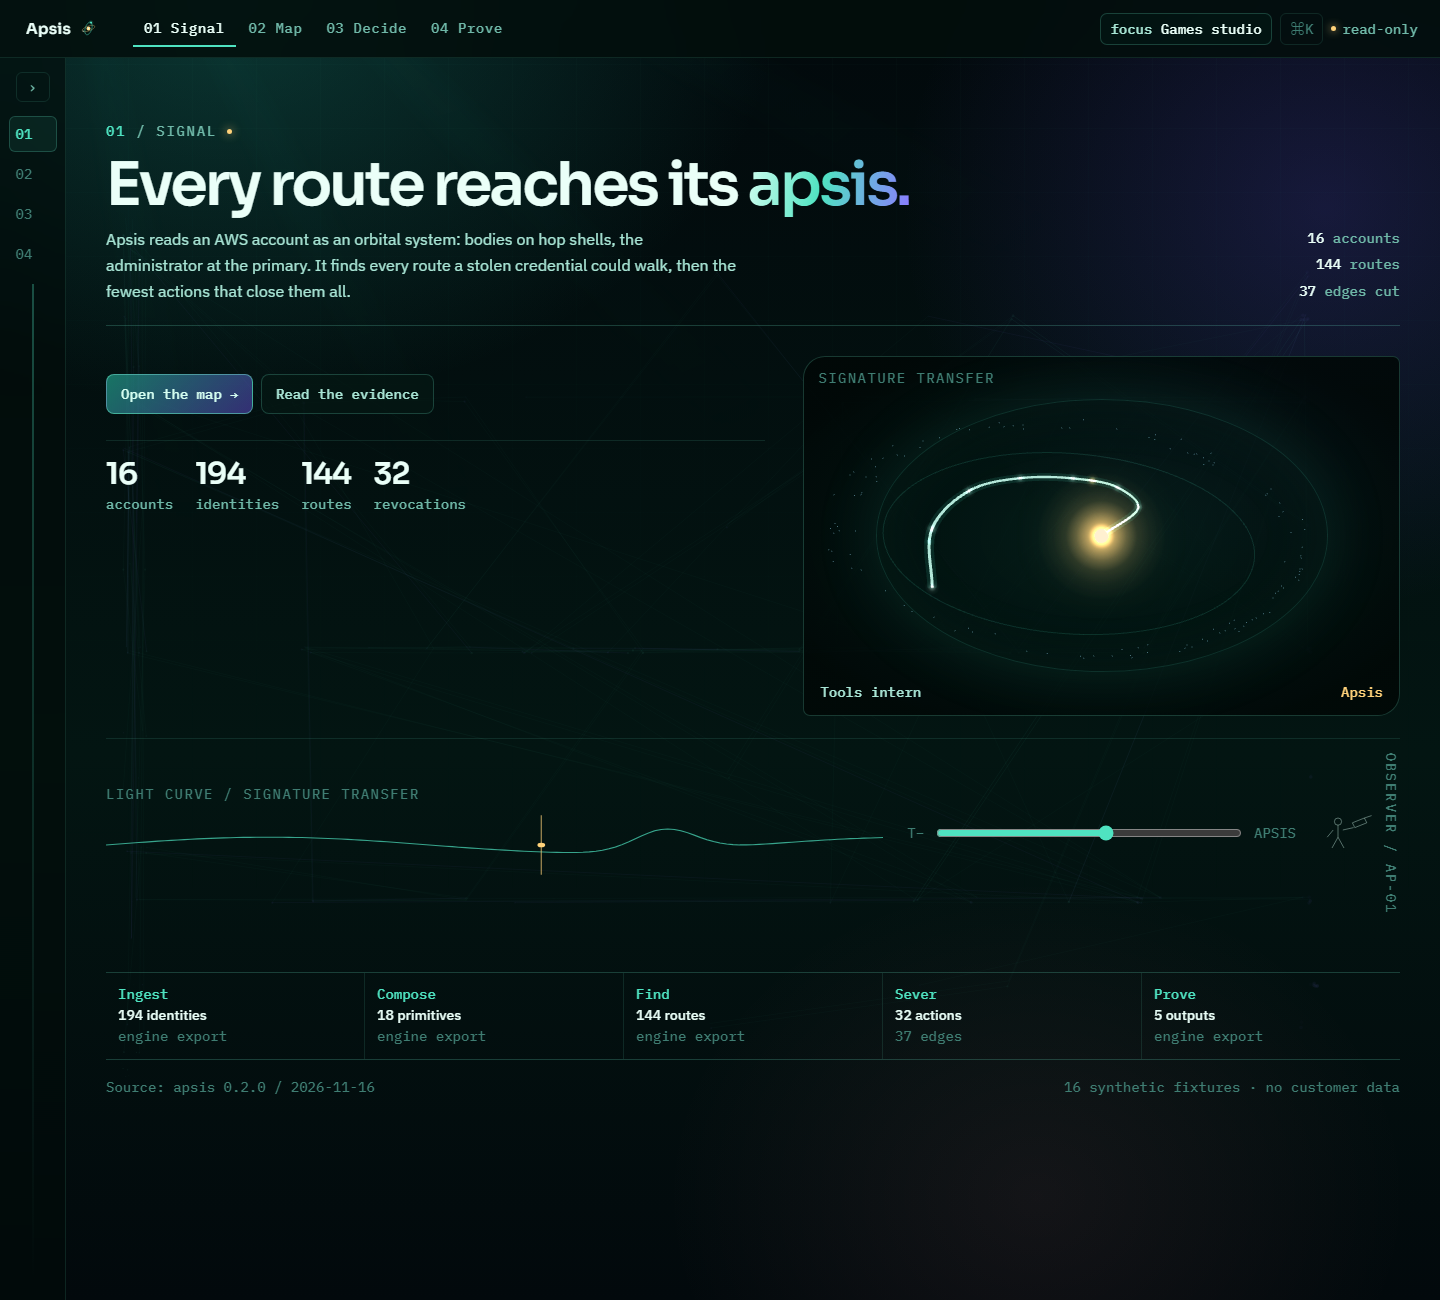 Apsis
01 Signal
02 Map
03 Decide
04 Prove
focus Games studio
⌘K
read-only
›
01
02
03
04
01 / SIGNAL
Every route reaches its apsis.
Apsis reads an AWS account as an orbital system: bodies on hop shells, the
administrator at the primary. It finds every route a stolen credential could walk, then the
fewest actions that close them all.
16 accounts
144 routes
37 edges cut
Open the map →
Read the evidence
16
accounts
194
identities
144
routes
32
revocations
SIGNATURE TRANSFER
Tools intern
Apsis
LIGHT CURVE / SIGNATURE TRANSFER
T−
APSIS
OBSERVER / AP-01
Ingest
194 identities
engine export
Compose
18 primitives
engine export
Find
144 routes
engine export
Sever
32 actions
37 edges
Prove
5 outputs
engine export
Source: apsis 0.2.0 / 2026-11-16
16 synthetic fixtures · no customer data